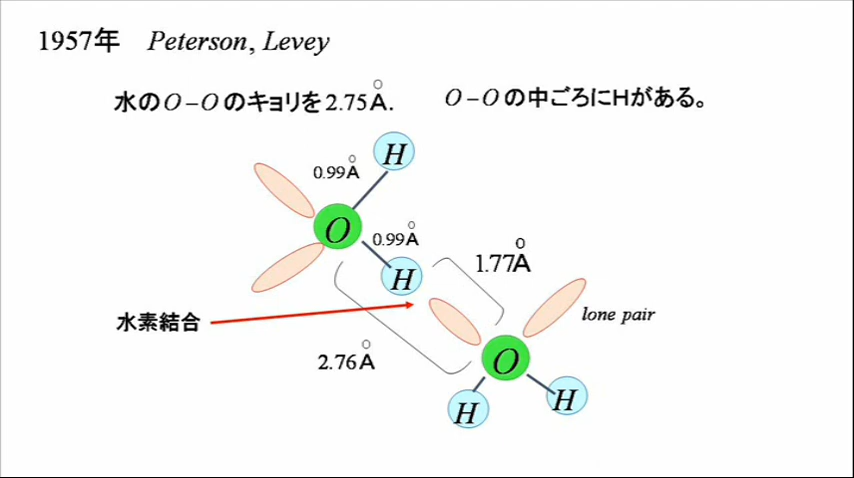 1957年 Peterson, Levey
水のO–Oのキョリを2.75Å.
O–Oの中ごろにHがある。
H
0.99Å
O
0.99Å
H
1.77Å
水素結合
lone pair
2.76Å
O
H
H